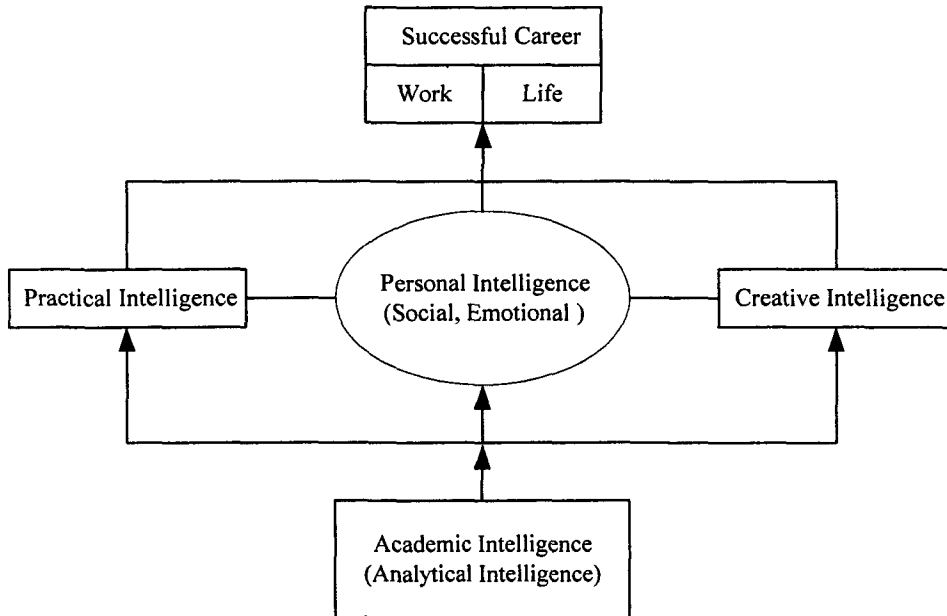 Successful Career
Work
Life
Practical Intelligence
Personal Intelligence
(Social, Emotional )
Creative Intelligence
Academic Intelligence
(Analytical Intelligence)